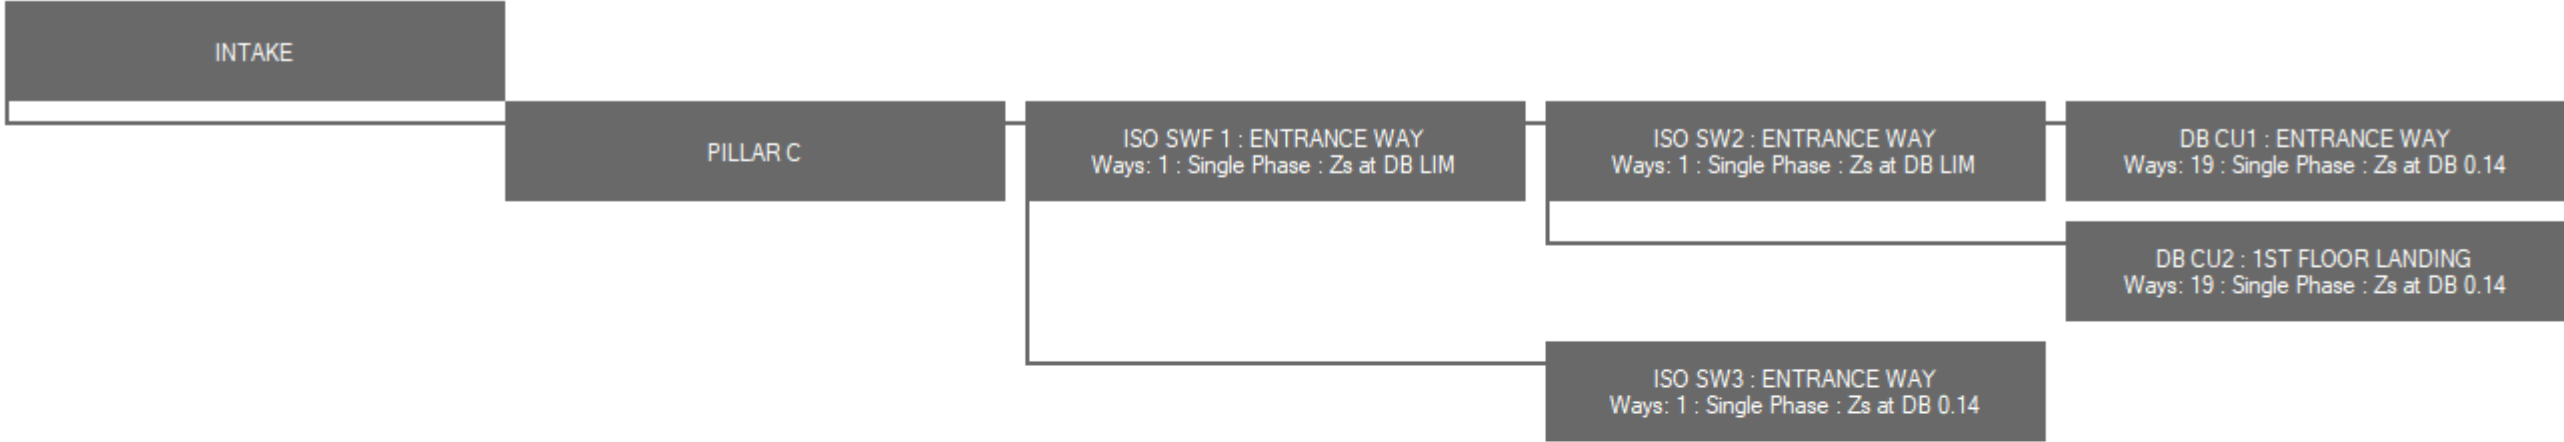 INTAKE
PILLAR C
ISO SWF 1 : ENTRANCE WAY
Ways: 1 : Single Phase : Zs at DB LIM
ISO SW2 : ENTRANCE WAY
Ways: 1 : Single Phase : Zs at DB LIM
DB CU1 : ENTRANCE WAY
Ways: 19 : Single Phase : Zs at DB 0.14
DB CU2 : 1ST FLOOR LANDING
Ways: 19 : Single Phase : Zs at DB 0.14
ISO SW3 : ENTRANCE WAY
Ways: 1 : Single Phase : Zs at DB 0.14